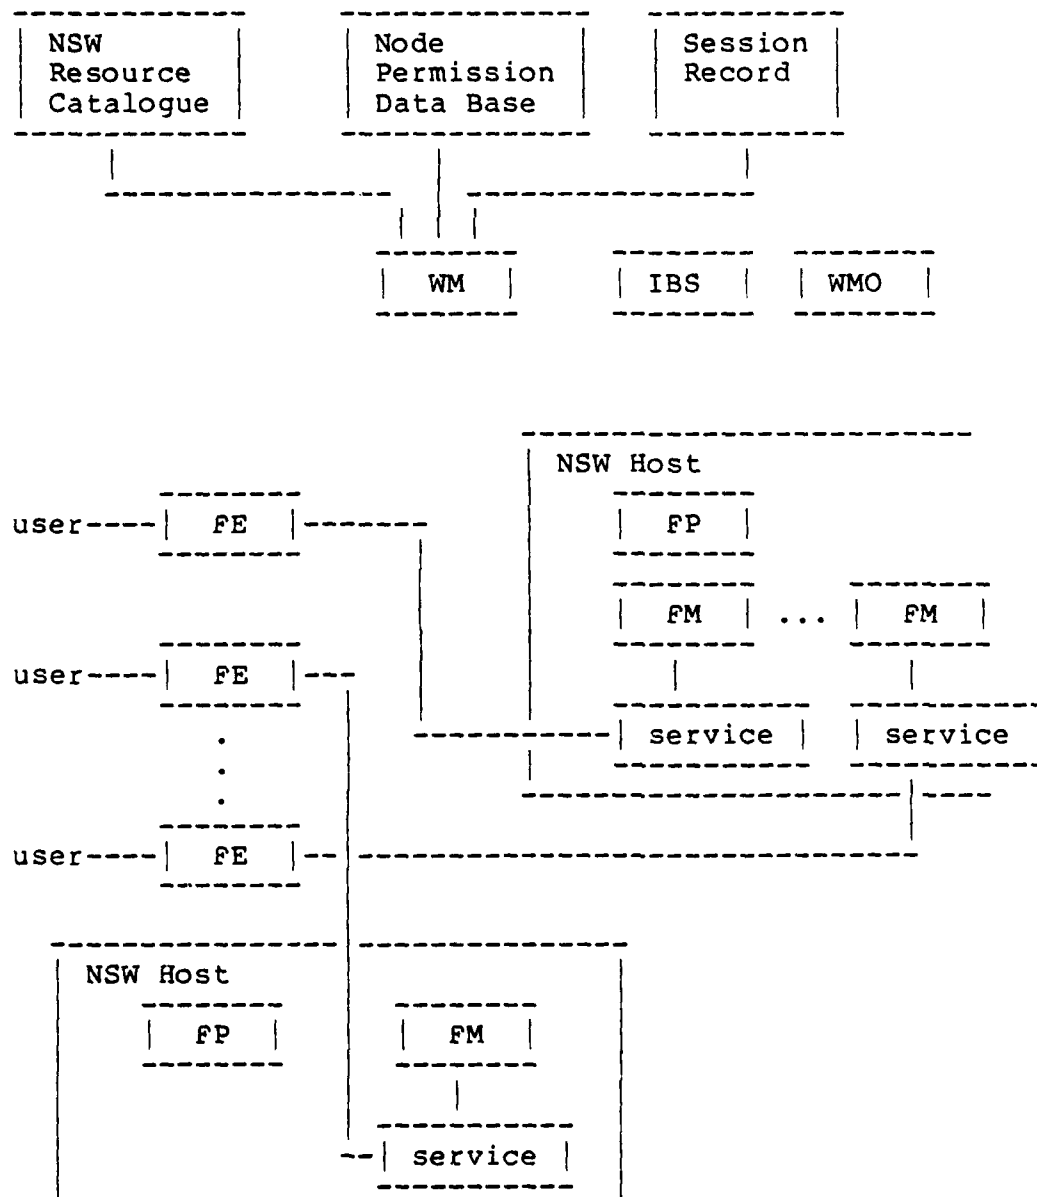 NSW Node Session
Resource Permission Record
Catalogue Data Base
WM IBS WMO
NSW Host
user FE FP
FM ... FM
user FE
service service
user FE
NSW Host
FP FM
service